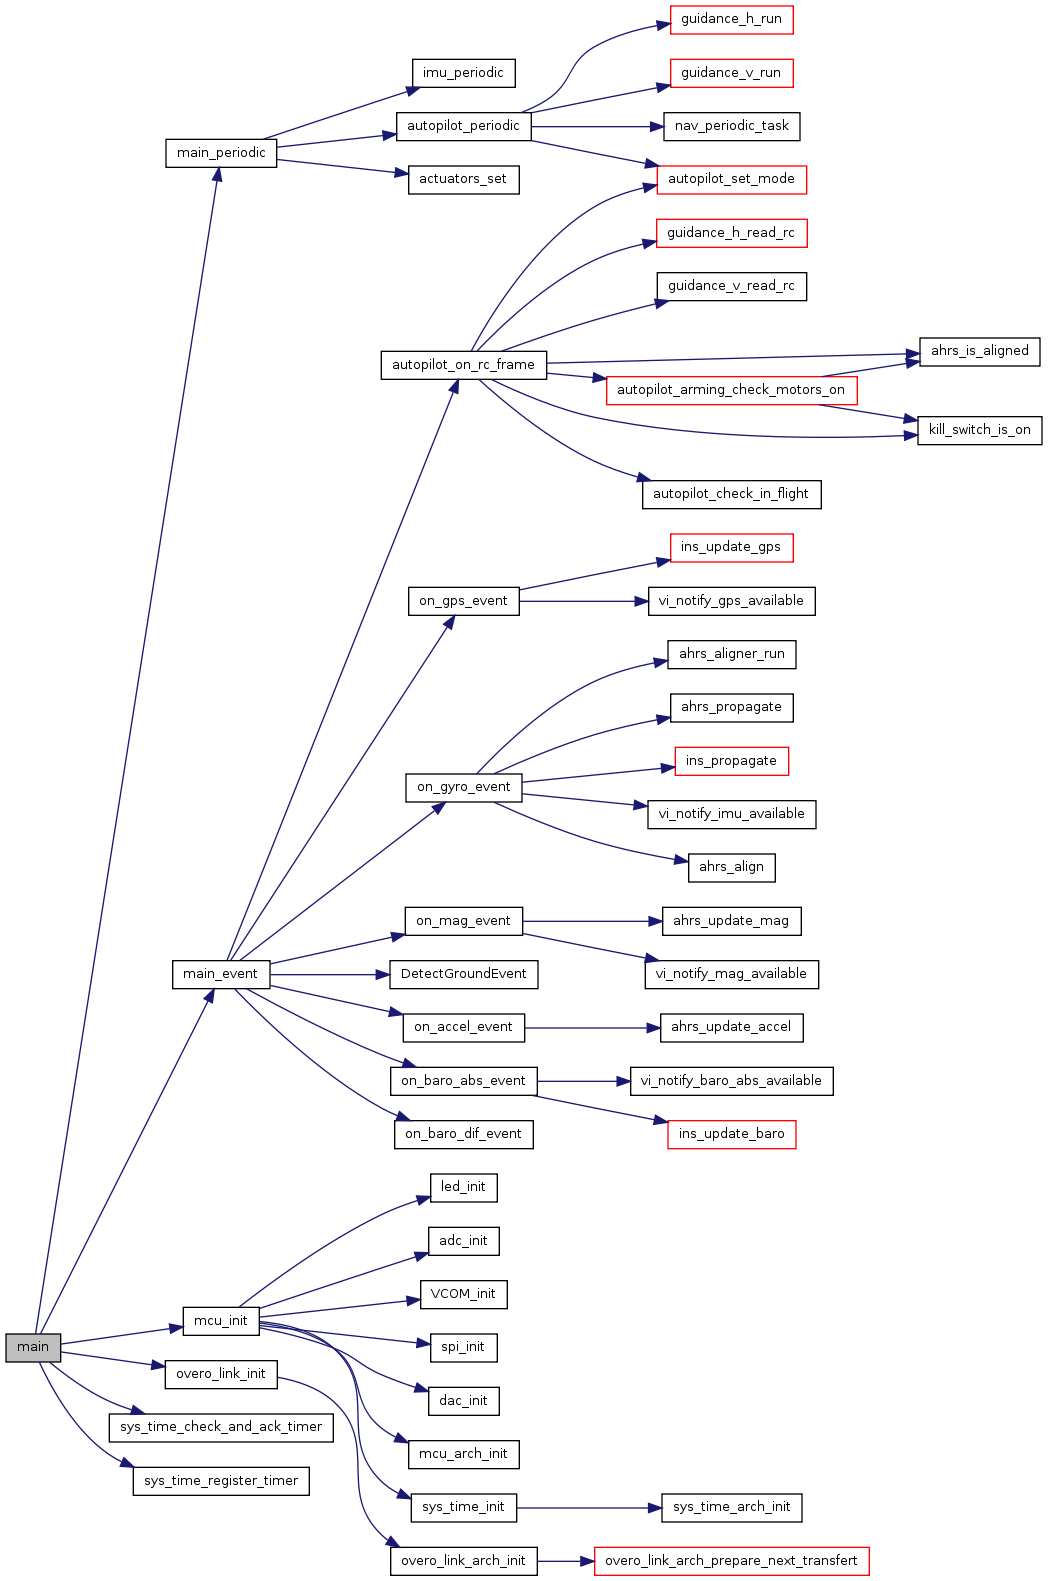 guidance_h_run
imu_periodic
guidance_v_run
autopilot_periodic
nav_periodic_task
main_periodic
actuators_set
autopilot_set_mode
guidance_h_read_rc
guidance_v_read_rc
ahrs_is_aligned
autopilot_on_rc_frame
autopilot_arming_check_motors_on
kill_switch_is_on
autopilot_check_in_flight
ins_update_gps
on_gps_event
vi_notify_gps_available
ahrs_aligner_run
ahrs_propagate
ins_propagate
on_gyro_event
vi_notify_imu_available
ahrs_align
on_mag_event
ahrs_update_mag
main_event
DetectGroundEvent
vi_notify_mag_available
on_accel_event
ahrs_update_accel
on_baro_abs_event
vi_notify_baro_abs_available
on_baro_dif_event
ins_update_baro
led_init
adc_init
VCOM_init
mcu_init
main
spi_init
overo_link_init
dac_init
sys_time_check_and_ack_timer
mcu_arch_init
sys_time_register_timer
sys_time_init
sys_time_arch_init
overo_link_arch_init
overo_link_arch_prepare_next_transfert